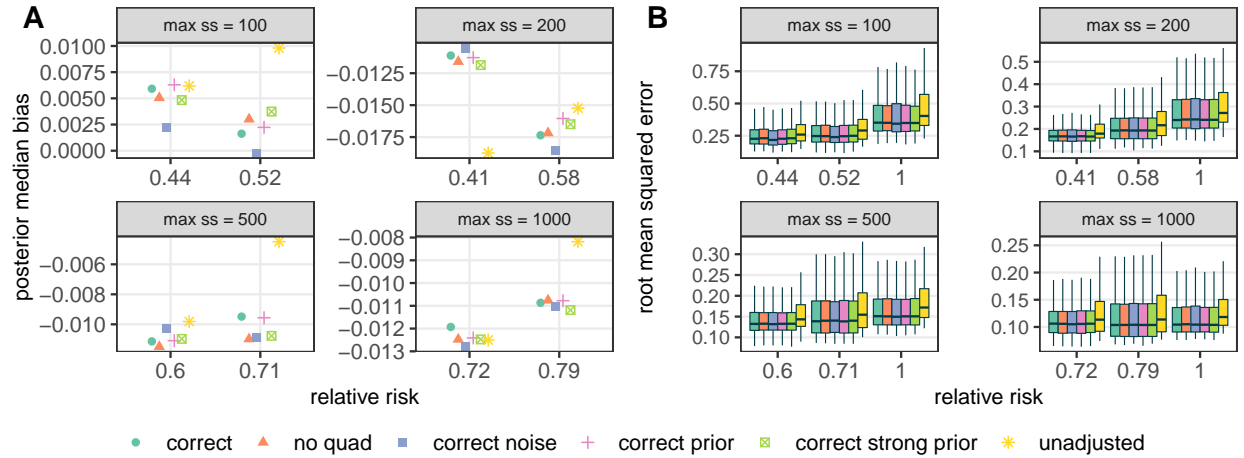 A
max ss = 100
max ss = 200
posterior median bias
0.0100
0.0075
0.0050
0.0025
0.0000
0.44
0.52
−0.0125
−0.0150
−0.0175
0.41
0.58
max ss = 500
max ss = 1000
−0.006
−0.008
−0.010
0.6
0.71
−0.008
−0.009
−0.010
−0.011
−0.012
−0.013
0.72
0.79
relative risk
B
max ss = 100
max ss = 200
root mean squared error
0.75
0.50
0.25
0.44
0.52
1
0.5
0.4
0.3
0.2
0.1
0.41
0.58
1
max ss = 500
max ss = 1000
0.30
0.25
0.20
0.15
0.10
0.6
0.71
1
0.25
0.20
0.15
0.10
0.72
0.79
1
relative risk
correct
no quad
correct noise
correct prior
correct strong prior
unadjusted